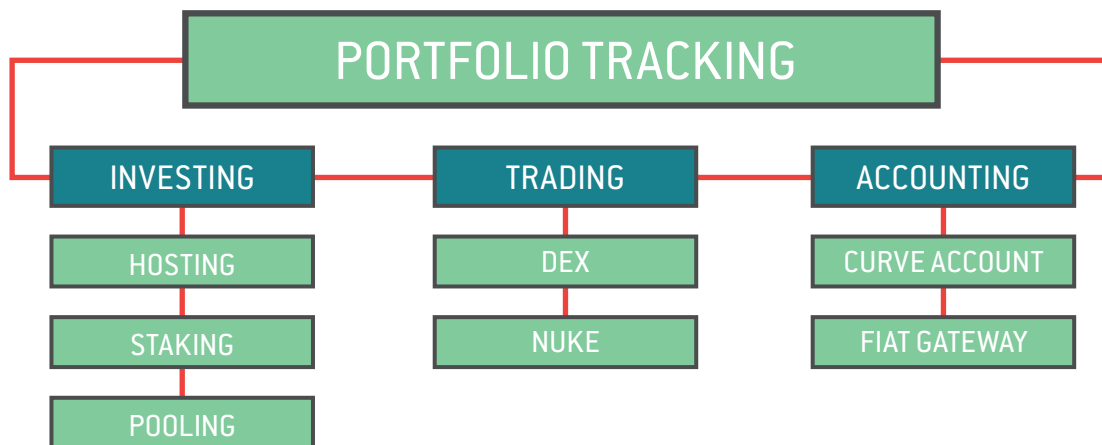 PORTFOLIO TRACKING
INVESTING
TRADING
ACCOUNTING
HOSTING
DEX
CURVE ACCOUNT
STAKING
NUKE
FIAT GATEWAY
POOLING